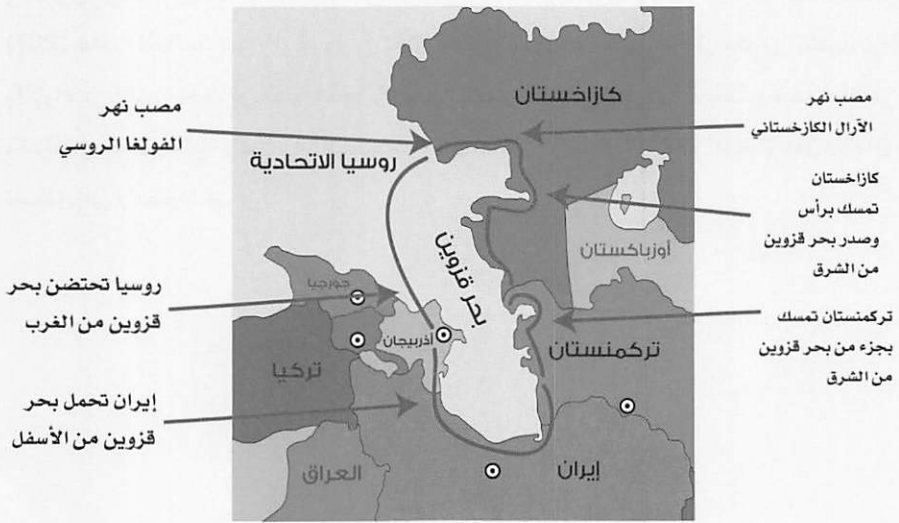 كازاخستان
مصب نهر
الآرال الكازخستاني
مصب نهر
الفولغا الروسي
روسيا الاتحادية
كازاخستان
تمسك برأس
وصدر بحر قزوين
من الشرق
أوزباكستان
بحر قزوين
روسيا تحتضن بحر
قزوين من الغرب
جورجيا
أذربيجان
تركمنستان تمسك
بجزء من بحر قزوين
من الشرق
تركمنستان
تركيا
إيران تحمل بحر
قزوين من الأسفل
العراق
إيران